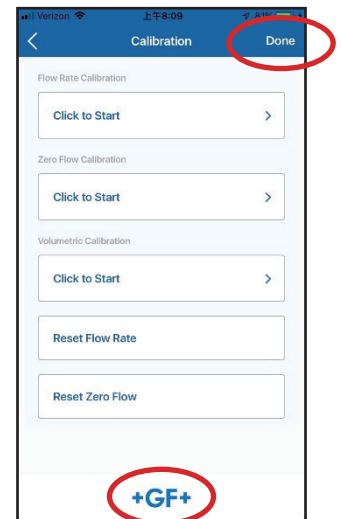 Verizon 上午8:09 81%
Calibration Done
Flow Rate Calibration
Click to Start
Zero Flow Calibration
Click to Start
Volumetric Calibration
Click to Start
Reset Flow Rate
Reset Zero Flow
+GF+